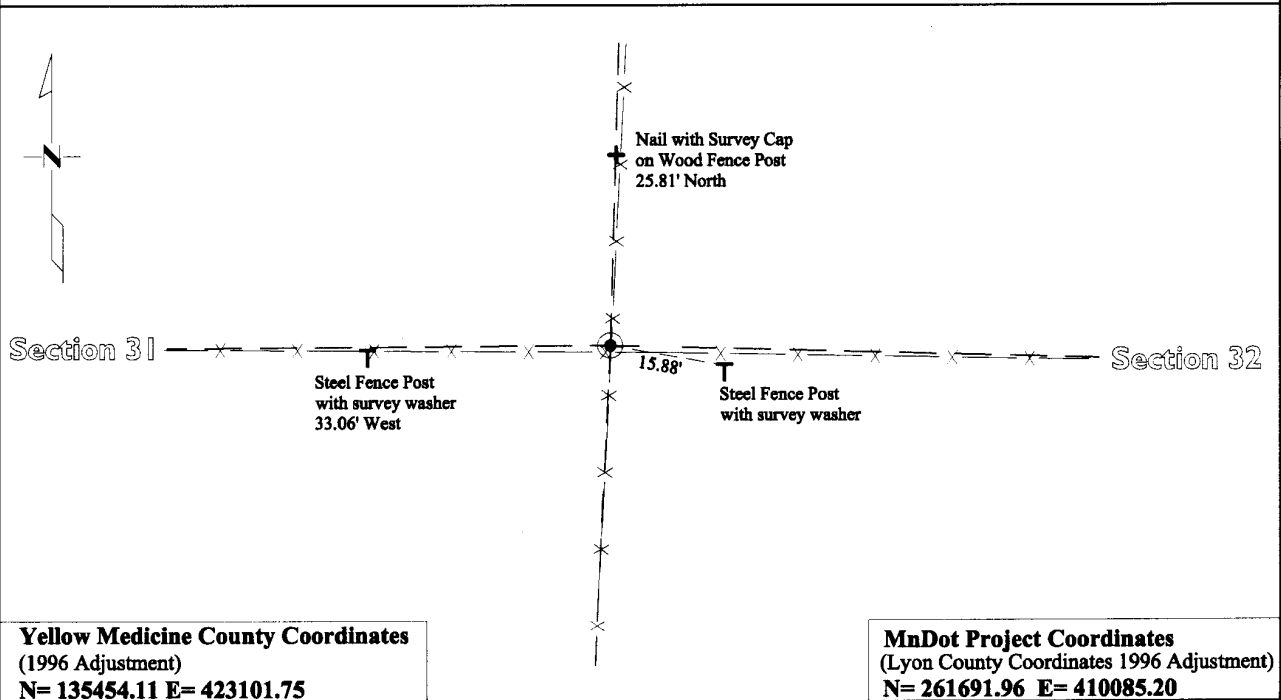 N
Nail with Survey Cap
on Wood Fence Post
25.81' North
Section 31
Section 32
15.88'
Steel Fence Post
with survey washer
33.06' West
Steel Fence Post
with survey washer
Yellow Medicine County Coordinates
(1996 Adjustment)
N= 135454.11 E= 423101.75
MnDot Project Coordinates
(Lyon County Coordinates 1996 Adjustment)
N= 261691.96 E= 410085.20